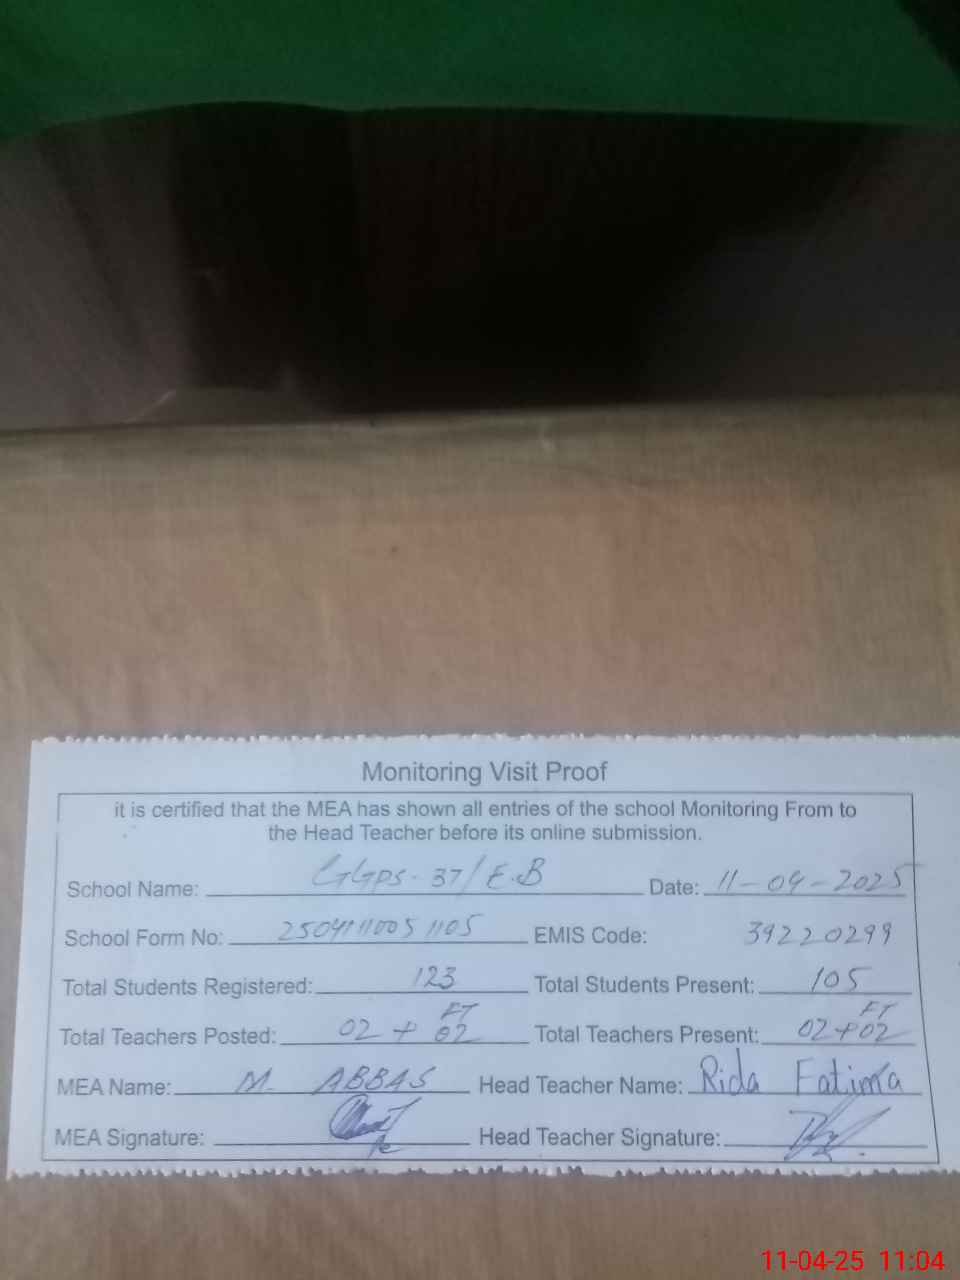 Monitoring Visit Proof
it is certified that the MEA has shown all entries of the school Monitoring From to
the Head Teacher before its online submission.
School Name: GGPS. 37/E.B Date: 11-04-2025
School Form No: 25041110051105 EMIS Code: 39220299
Total Students Registered: 123 Total Students Present: 105
Total Teachers Posted: 02 + 02 FT Total Teachers Present: 02+02 FT
MEA Name: M. ABBAS Head Teacher Name: Rida Fatima
MEA Signature: Head Teacher Signature:
11-04-25 11:04